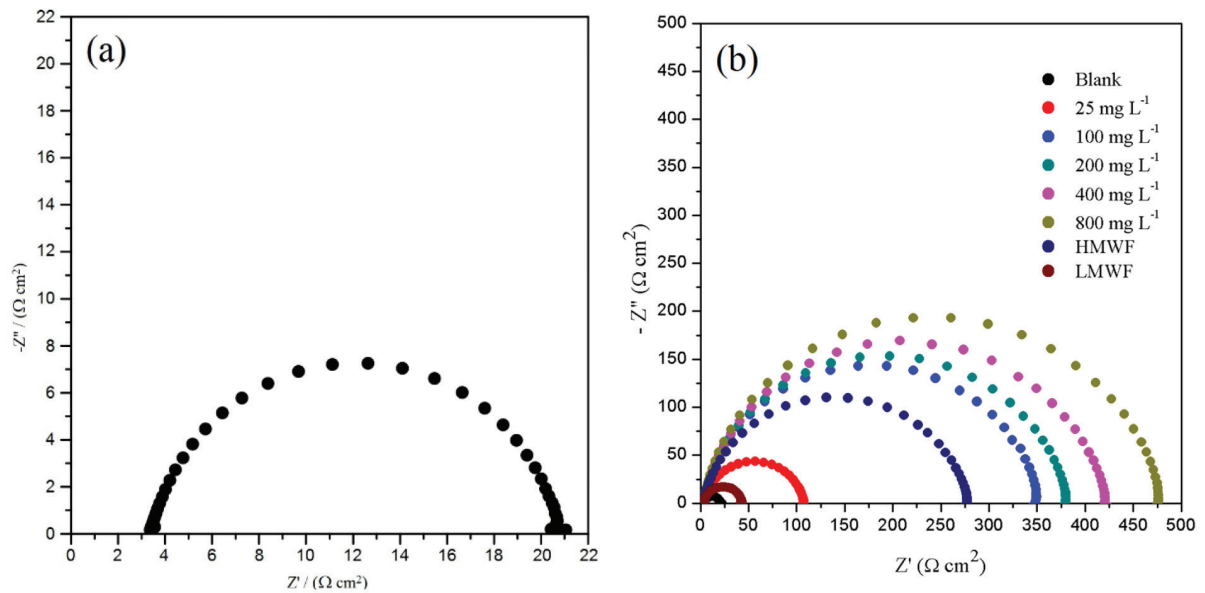 (a)
22
20
18
16
14
12
10
8
6
4
2
0
-Z'' / (Ω cm²)
0 2 4 6 8 10 12 14 16 18 20 22
Z' / (Ω cm²)
(b)
500
450
400
350
300
250
200
150
100
50
0
- Z'' (Ω cm²)
0 50 100 150 200 250 300 350 400 450 500
Z' (Ω cm²)
Blank
25 mg L⁻¹
100 mg L⁻¹
200 mg L⁻¹
400 mg L⁻¹
800 mg L⁻¹
HMWF
LMWF